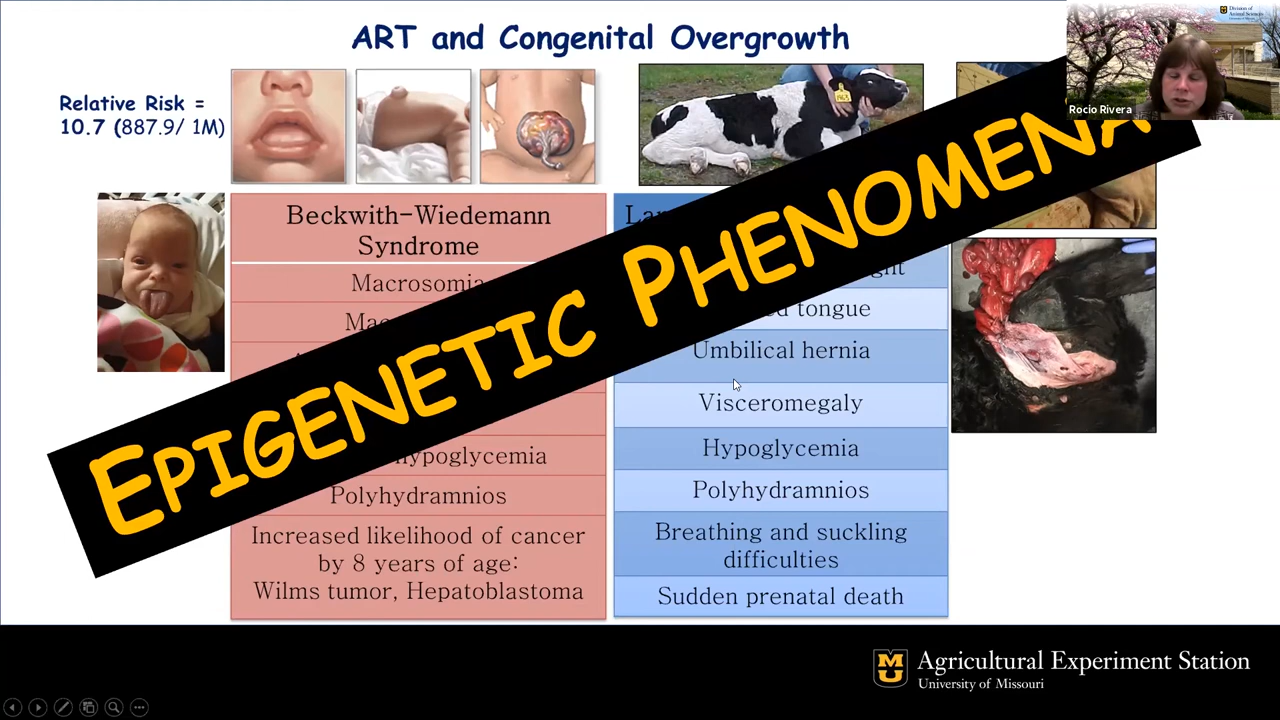 ART and Congenital Overgrowth
Relative Risk =
10.7 (887.9/ 1M)
Rocio Rivera
Beckwith-Wiedemann
Syndrome
Macrosomia
EPIGENETIC PHENOMENA
tongue
Umbilical hernia
Visceromegaly
hypoglycemia
Hypoglycemia
Polyhydramnios
Polyhydramnios
Increased likelihood of cancer
by 8 years of age:
Wilms tumor, Hepatoblastoma
Breathing and suckling
difficulties
Sudden prenatal death
Agricultural Experiment Station
University of Missouri